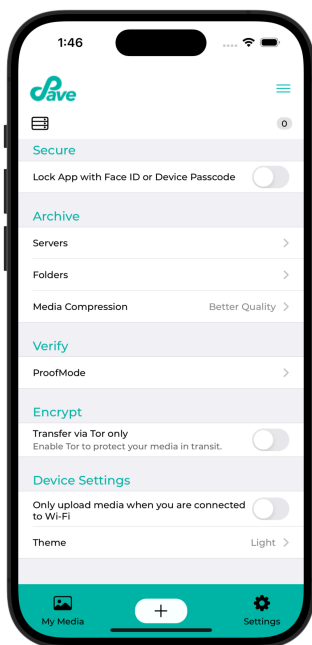 1:46
Save
0
Secure
Lock App with Face ID or Device Passcode
Archive
Servers
Folders
Media Compression Better Quality
Verify
ProofMode
Encrypt
Transfer via Tor only
Enable Tor to protect your media in transit.
Device Settings
Only upload media when you are connected
to Wi-Fi
Theme Light
My Media
Settings